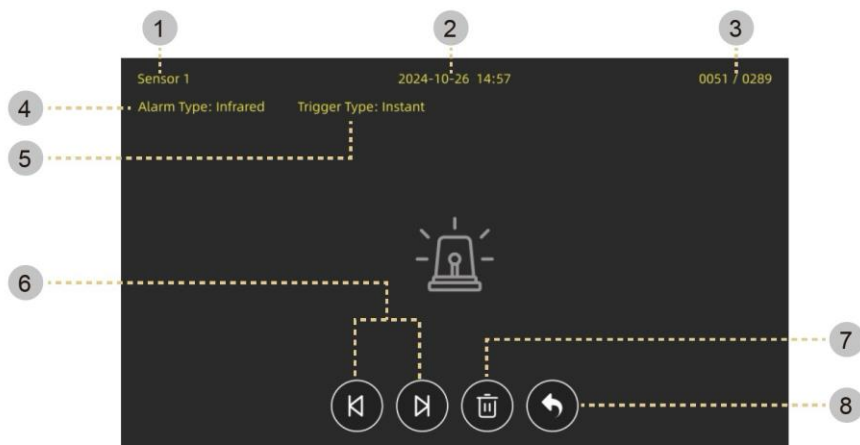 1
2
3
Sensor 1
2024-10-26 14:57
0051 / 0289
4
Alarm Type: Infrared
Trigger Type: Instant
5
6
7
8